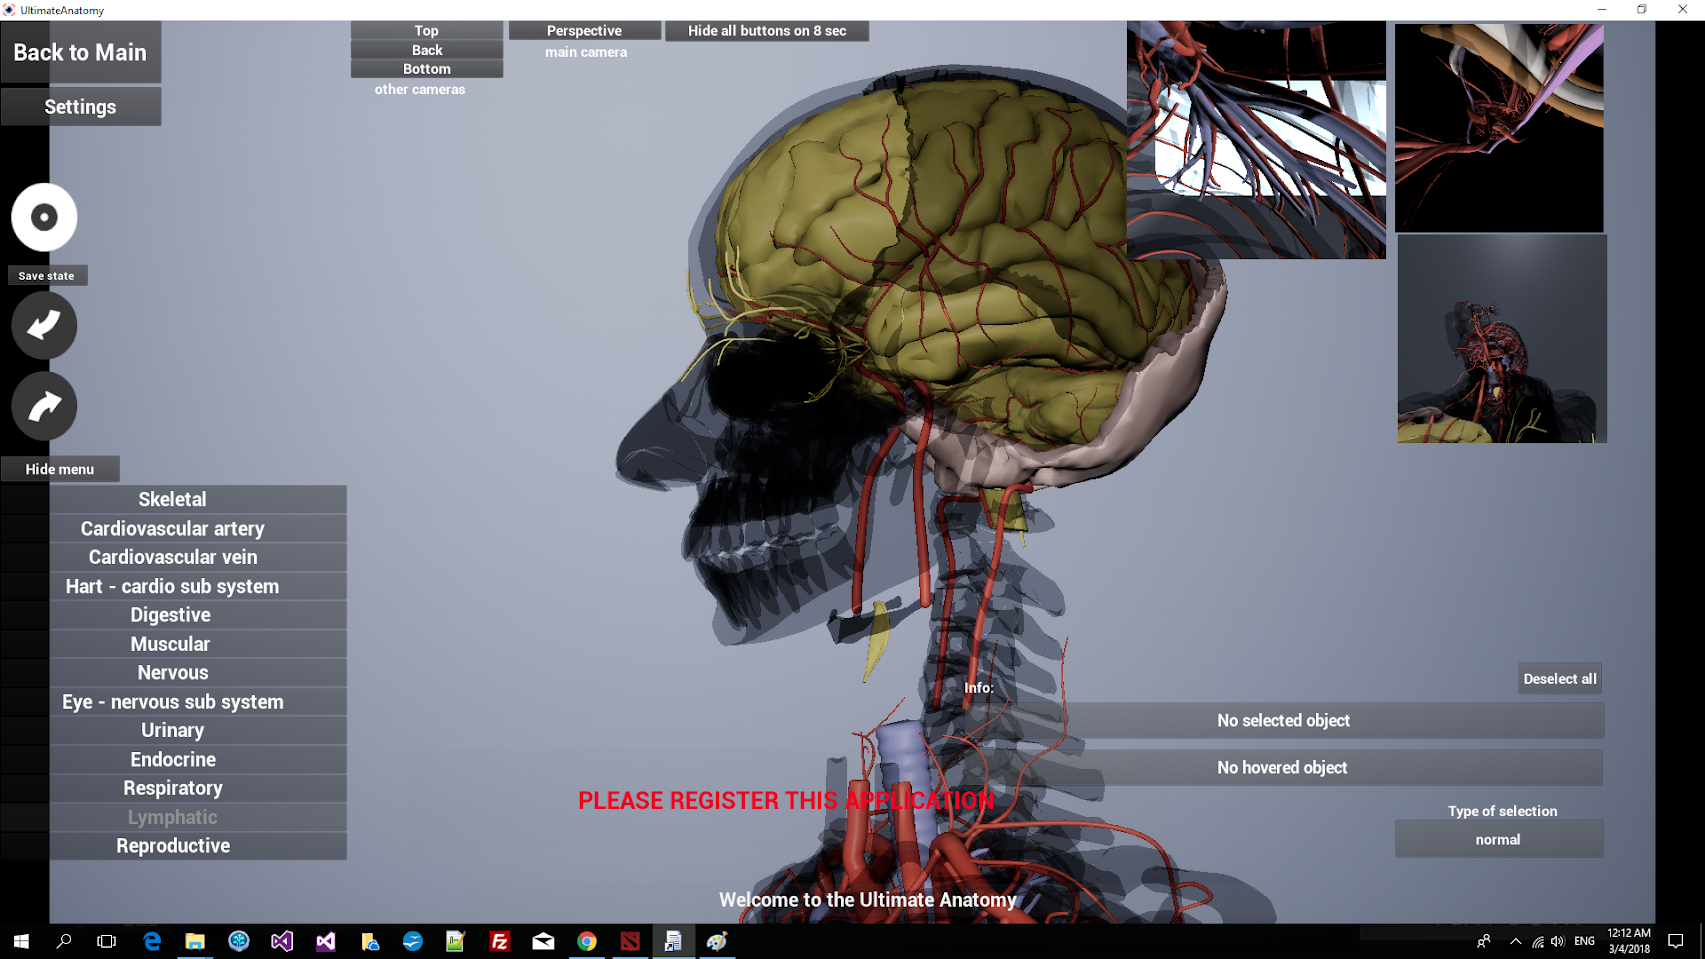 UltimateAnatomy
Back to Main
Settings
Top
Back
Bottom
other cameras
Perspective
main camera
Hide all buttons on 8 sec
Save state
Hide menu
Skeletal
Cardiovascular artery
Cardiovascular vein
Hart - cardio sub system
Digestive
Muscular
Nervous
Eye - nervous sub system
Urinary
Endocrine
Respiratory
Lymphatic
Reproductive
Info:
Deselect all
No selected object
No hovered object
Type of selection
normal
PLEASE REGISTER THIS APPLICATION
Welcome to the Ultimate Anatomy
ENG
12:12 AM
3/4/2018